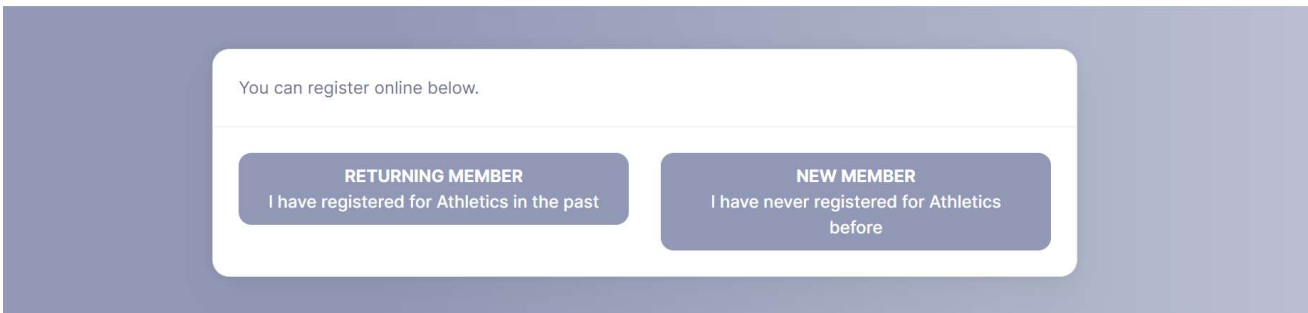 You can register online below.
RETURNING MEMBER
I have registered for Athletics in the past
NEW MEMBER
I have never registered for Athletics
before